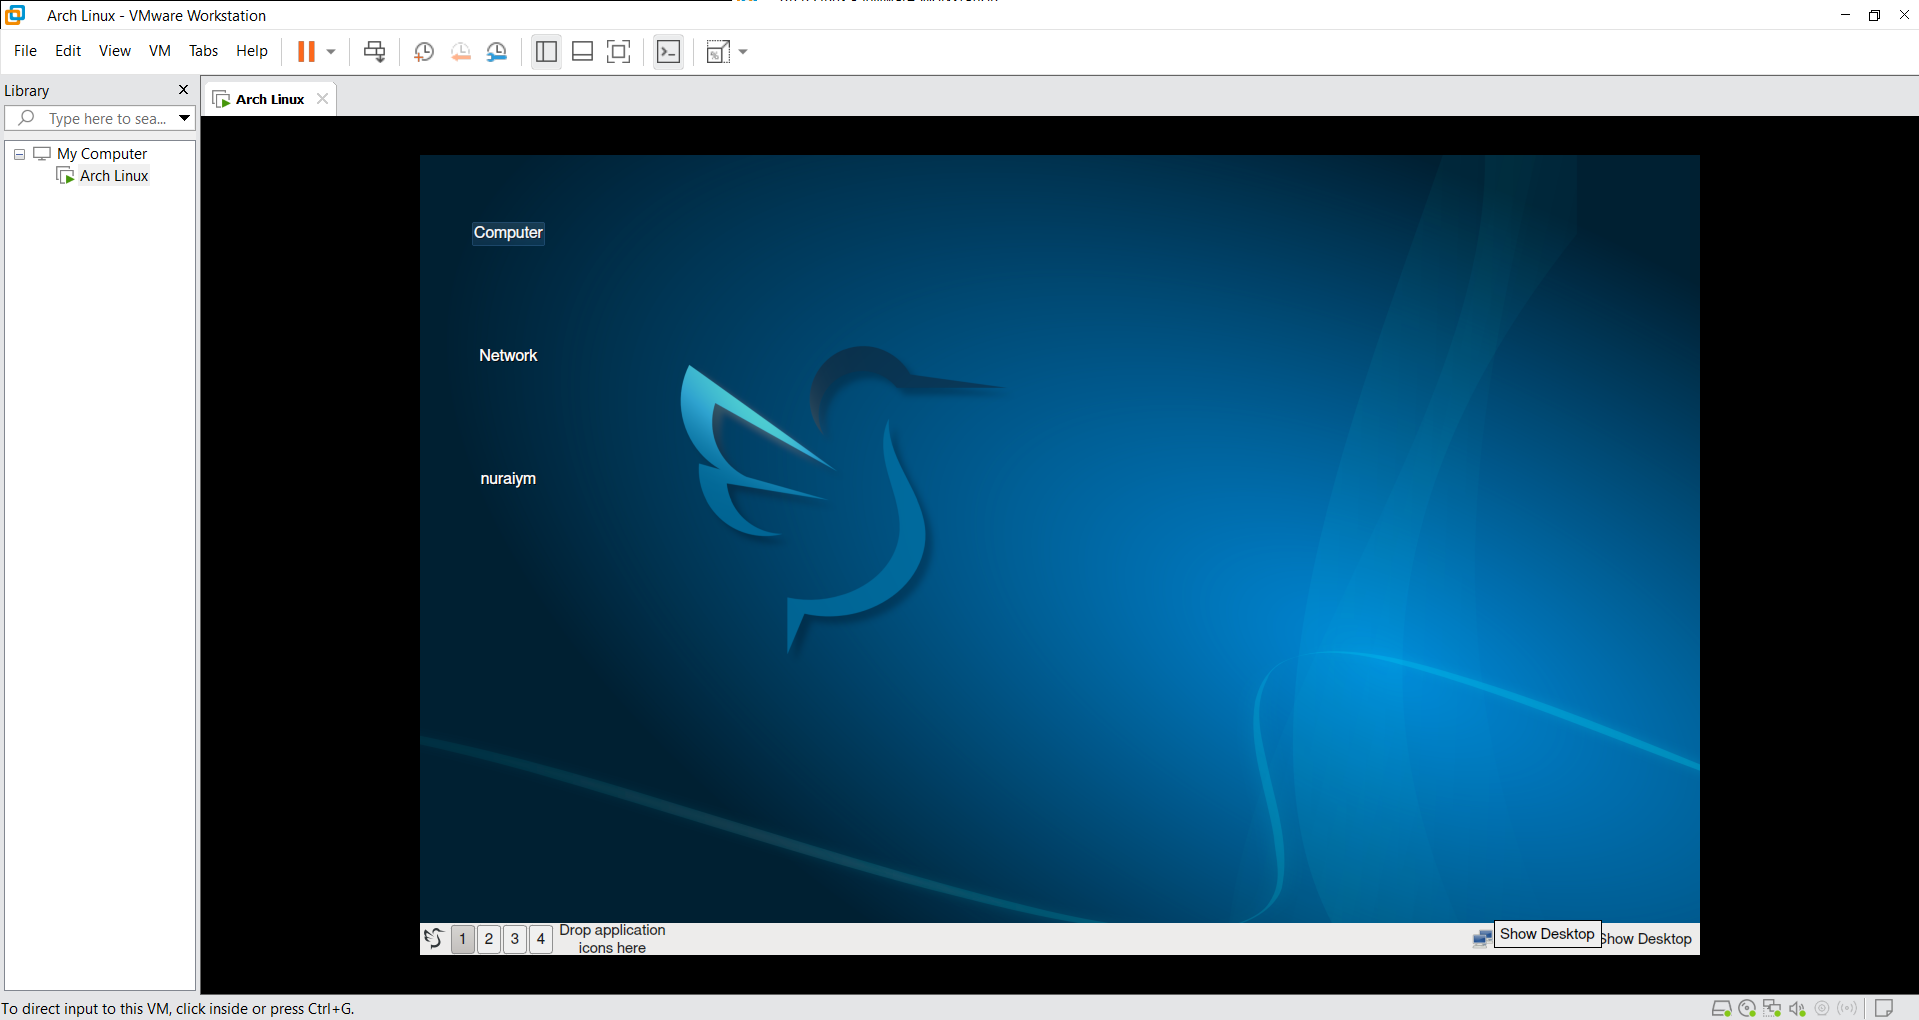 Arch Linux - VMware Workstation
File Edit View VM Tabs Help
Library
Arch Linux
Type here to sea...
My Computer
Arch Linux
Computer
Network
nuraiym
1 2 3 4
Drop application
icons here
Show Desktop
Show Desktop
To direct input to this VM, click inside or press Ctrl+G.